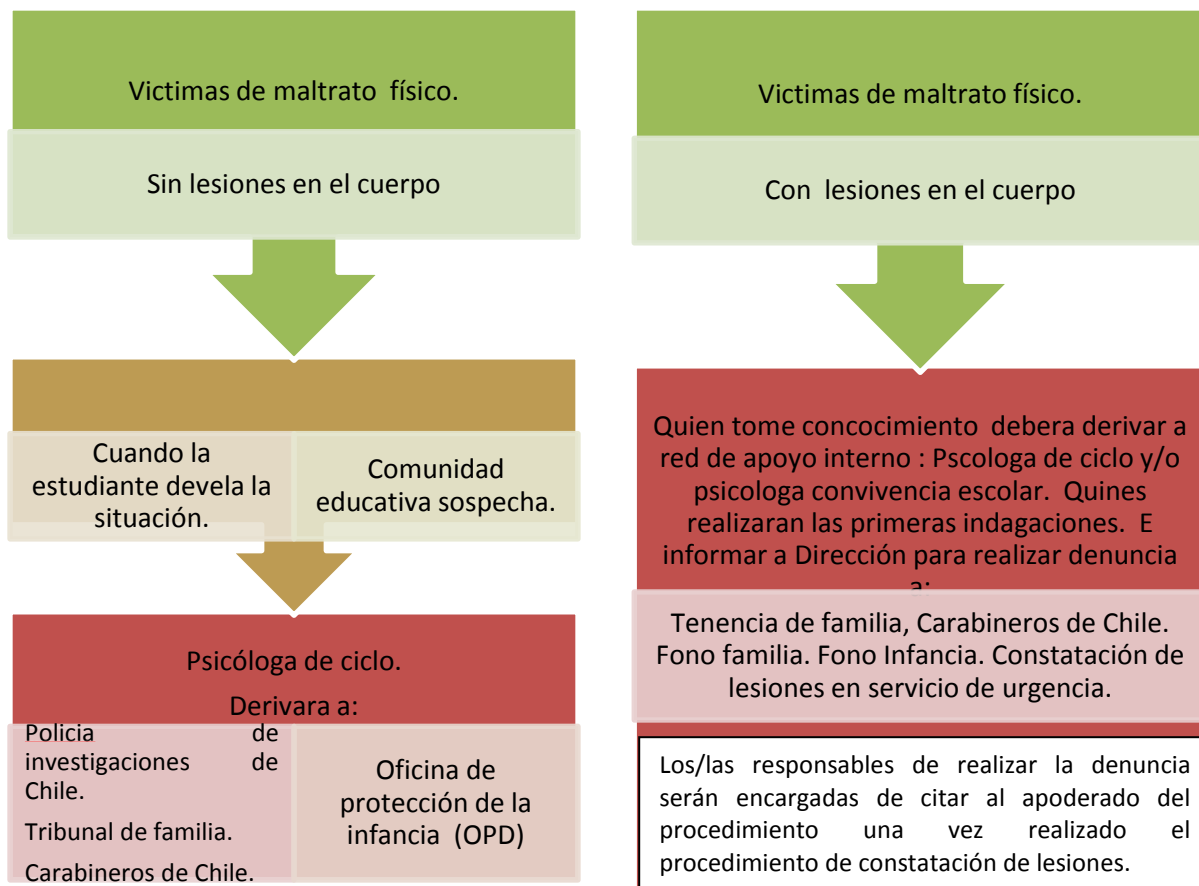 Victimas de maltrato físico.
Sin lesiones en el cuerpo
Cuando la
estudiante devela la
situación.
Comunidad
educativa sospecha.
Psicóloga de ciclo.
Derivara a:
Policia de
investigaciones de
Chile.
Tribunal de familia.
Carabineros de Chile.
Oficina de
protección de la
infancia (OPD)
Victimas de maltrato físico.
Con lesiones en el cuerpo
Quien tome concocimiento debera derivar a
red de apoyo interno : Pscologa de ciclo y/o
psicologa convivencia escolar. Quines
realizaran las primeras indagaciones. E
informar a Dirección para realizar denuncia
a:
Tenencia de familia, Carabineros de Chile.
Fono familia. Fono Infancia. Constatación de
lesiones en servicio de urgencia.
Los/las responsables de realizar la denuncia
serán encargadas de citar al apoderado del
procedimiento una vez realizado el
procedimiento de constatación de lesiones.